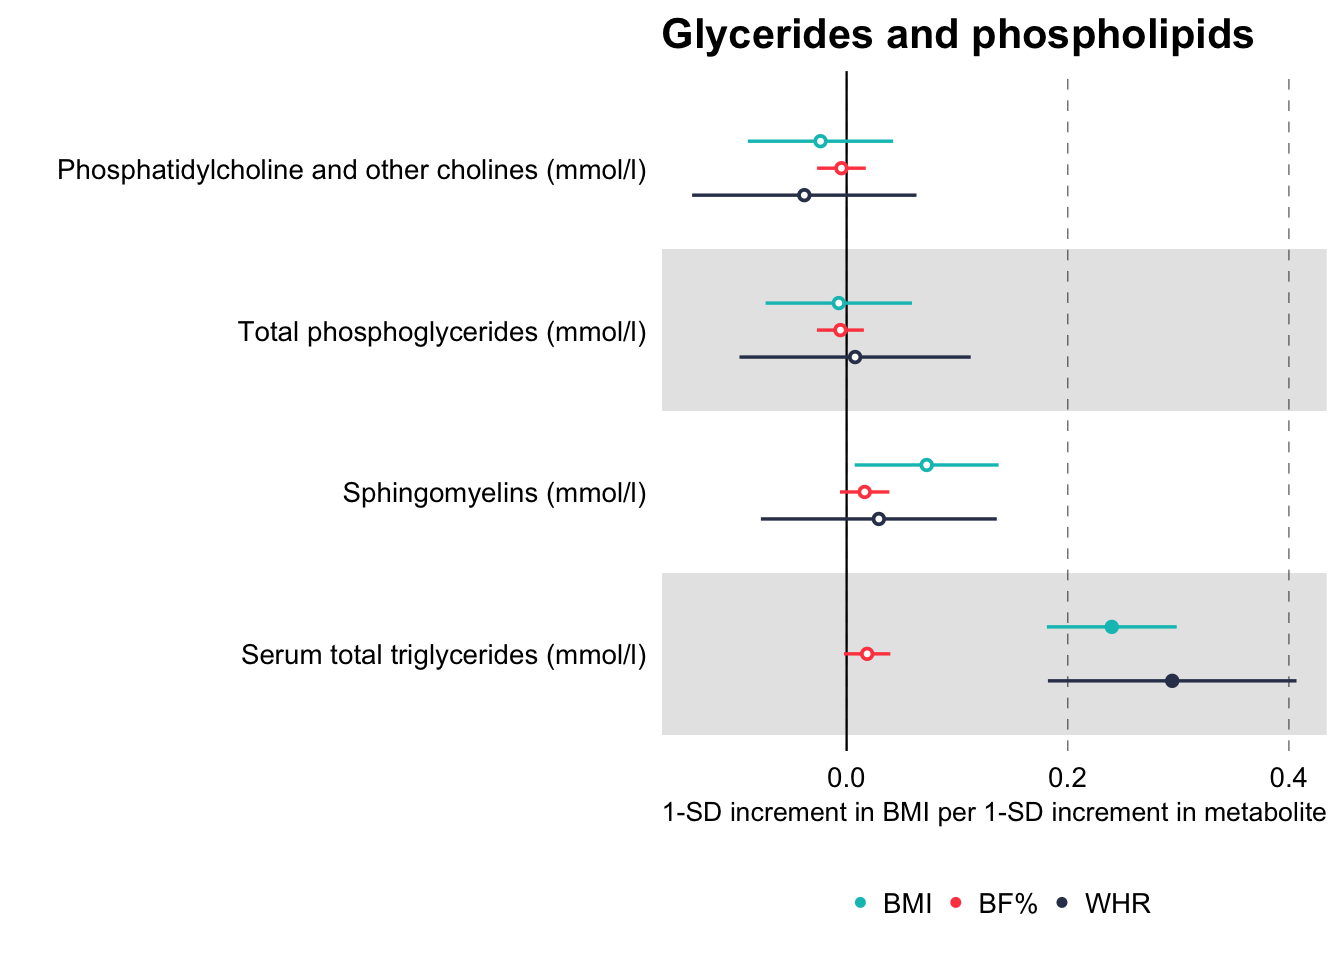 Glycerides and phospholipids
Phosphatidylcholine and other cholines (mmol/l)
Total phosphoglycerides (mmol/l)
Sphingomyelins (mmol/l)
Serum total triglycerides (mmol/l)
0.0 0.2 0.4
1-SD increment in BMI per 1-SD increment in metabolite
BMI BF% WHR